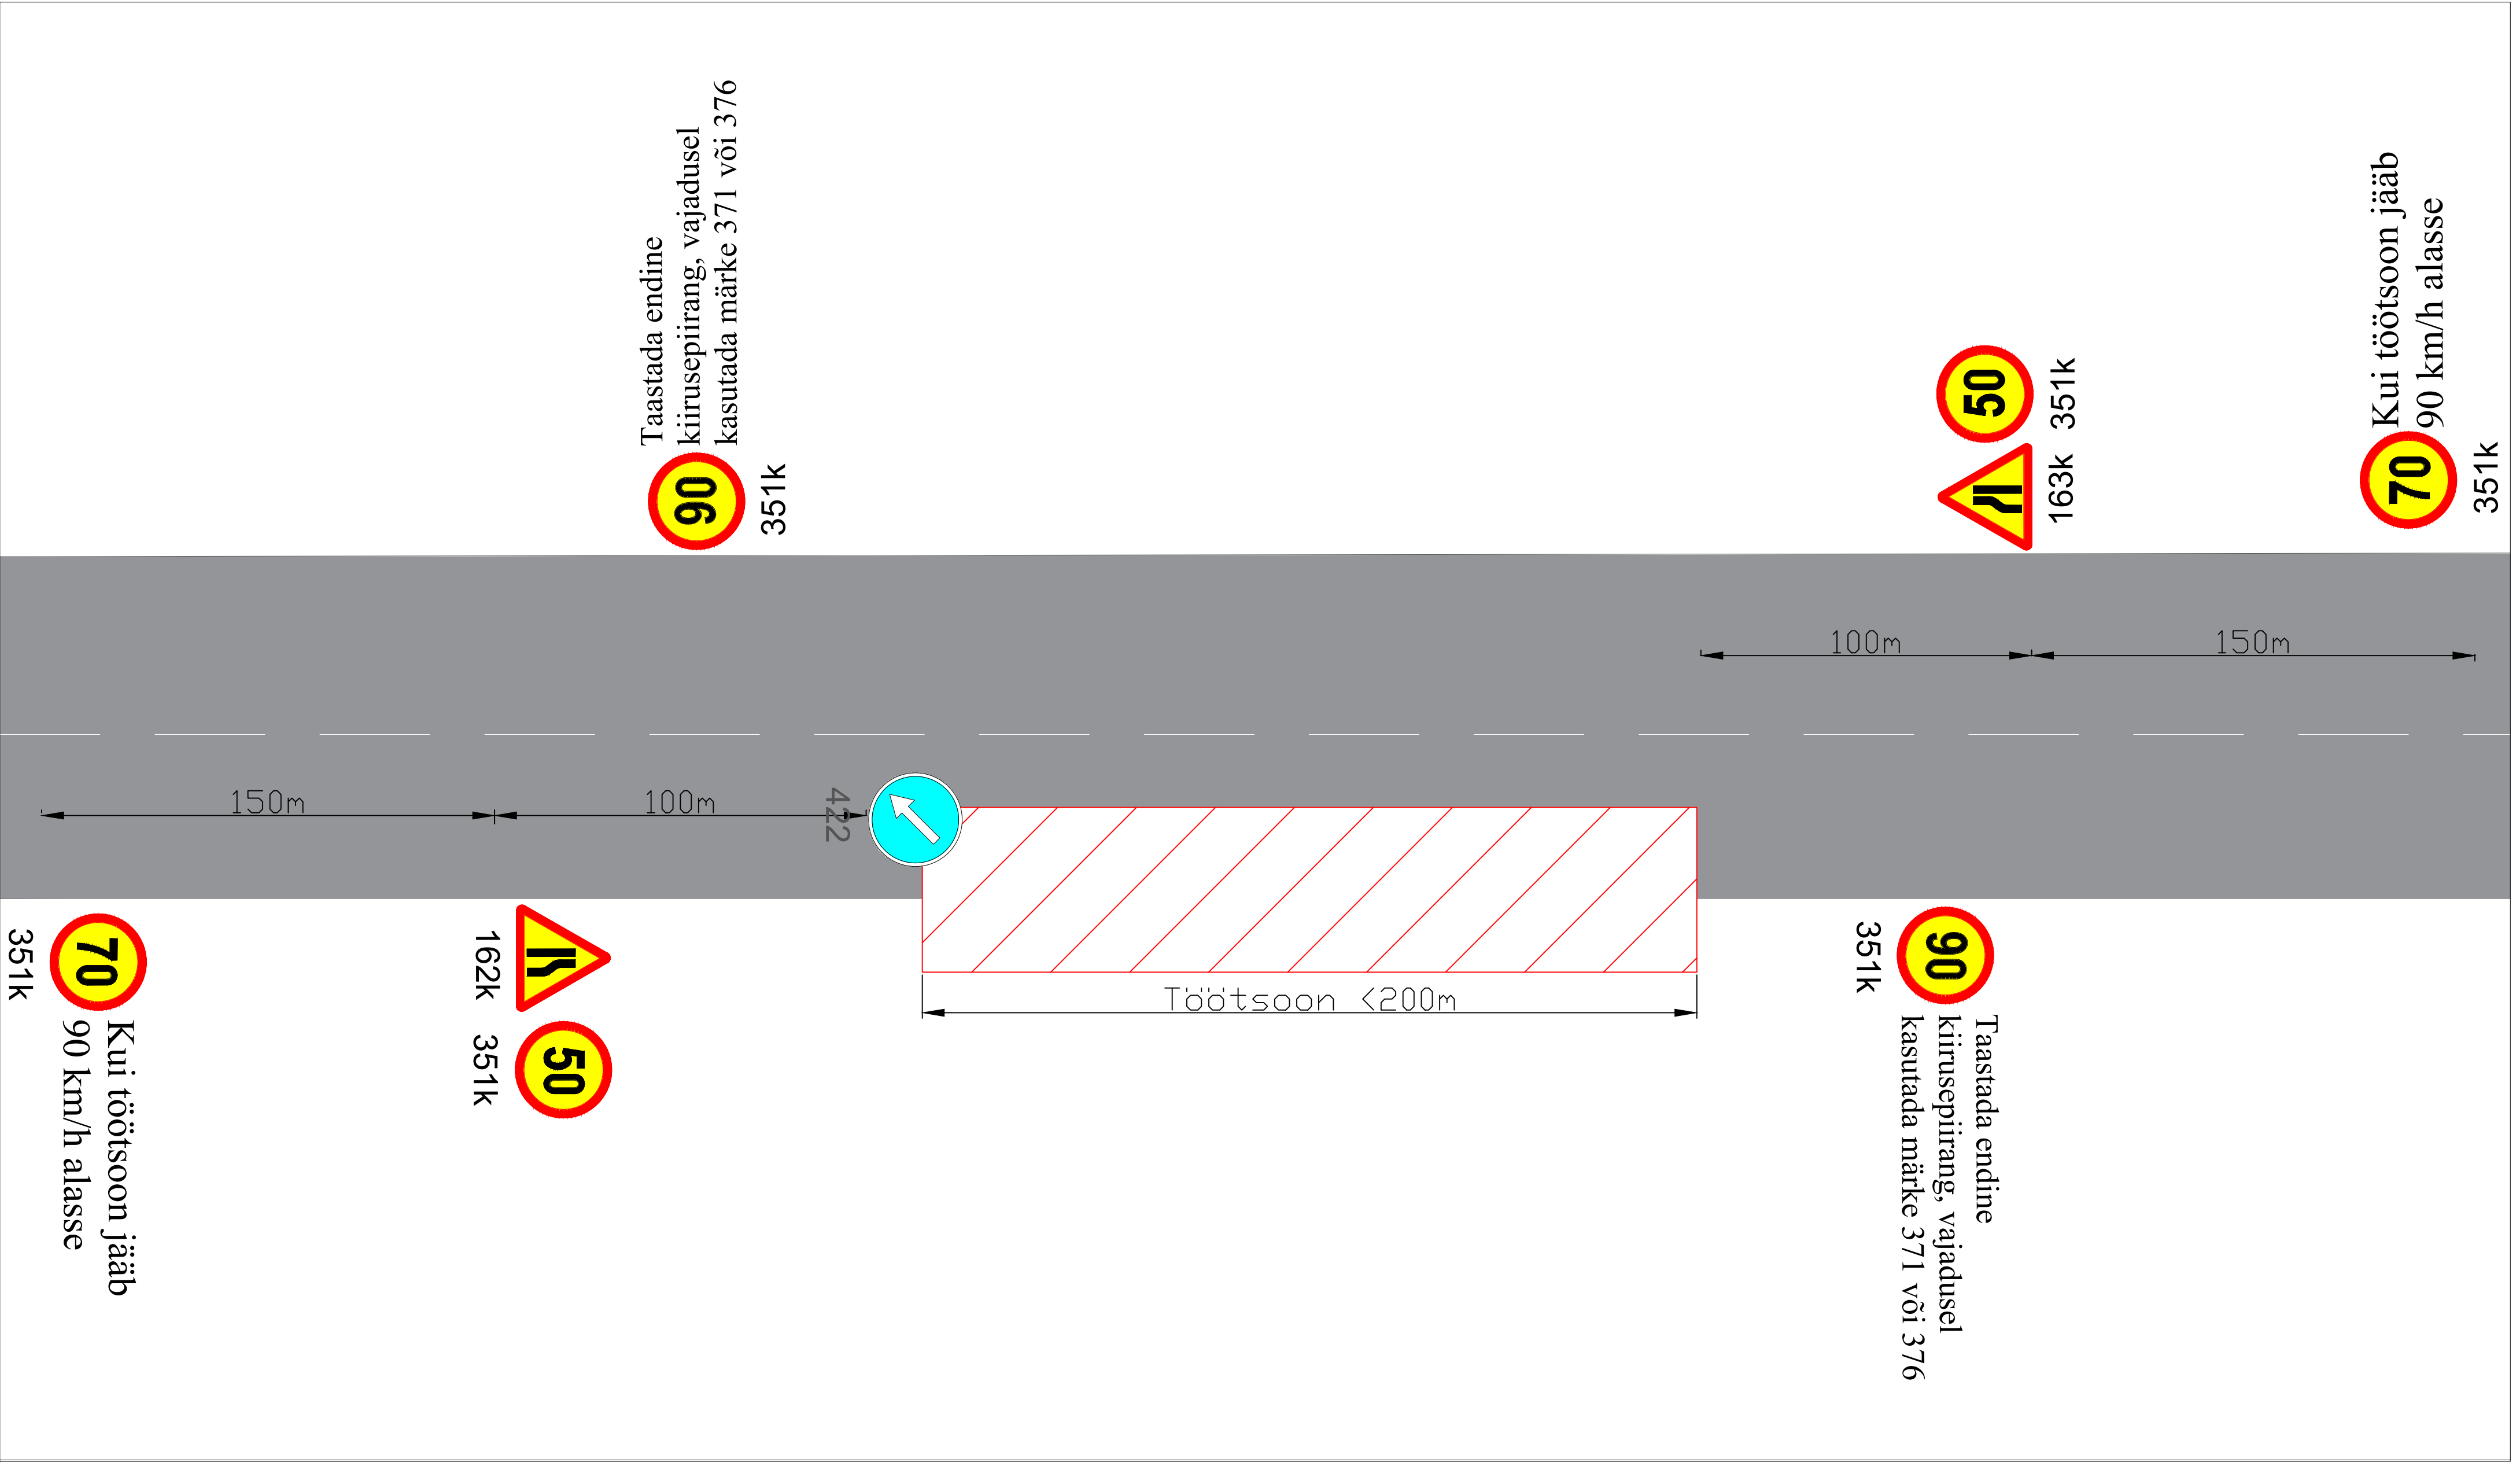 Taastada endine
kiirusepiirang, vajadusel
kasutada märke 371 või 376
90
351k
50
351k
163k
Kui töötsoon jääb
90 km/h alasse
70
351k
100m
150m
150m
100m
422
Töötsoon <200m
351k
70
Kui töötsoon jääb
90 km/h alasse
162k
351k
50
351k
90
Taastada endine
kiirusepiirang, vajadusel
kasutada märke 371 või 376